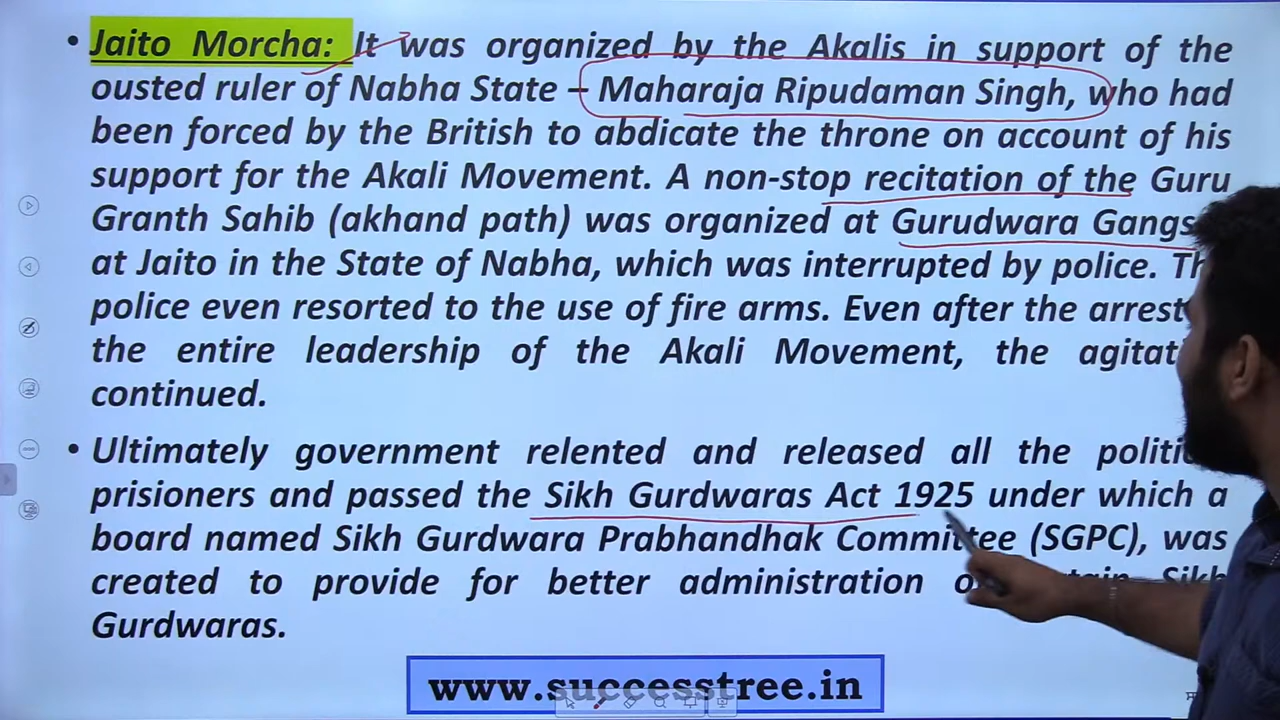 • Jaito Morcha: It was organized by the Akalis in support of the
ousted ruler of Nabha State – Maharaja Ripudaman Singh, who had
been forced by the British to abdicate the throne on account of his
support for the Akali Movement. A non-stop recitation of the Guru
Granth Sahib (akhand path) was organized at Gurudwara Gangs
at Jaito in the State of Nabha, which was interrupted by police. Th
police even resorted to the use of fire arms. Even after the arrest
the entire leadership of the Akali Movement, the agitati
continued.
• Ultimately government relented and released all the politi
prisioners and passed the Sikh Gurdwaras Act 1925 under which a
board named Sikh Gurdwara Prabhandhak Committee (SGPC), was
created to provide for better administration Sikh
Gurdwaras.
www.successtree.in